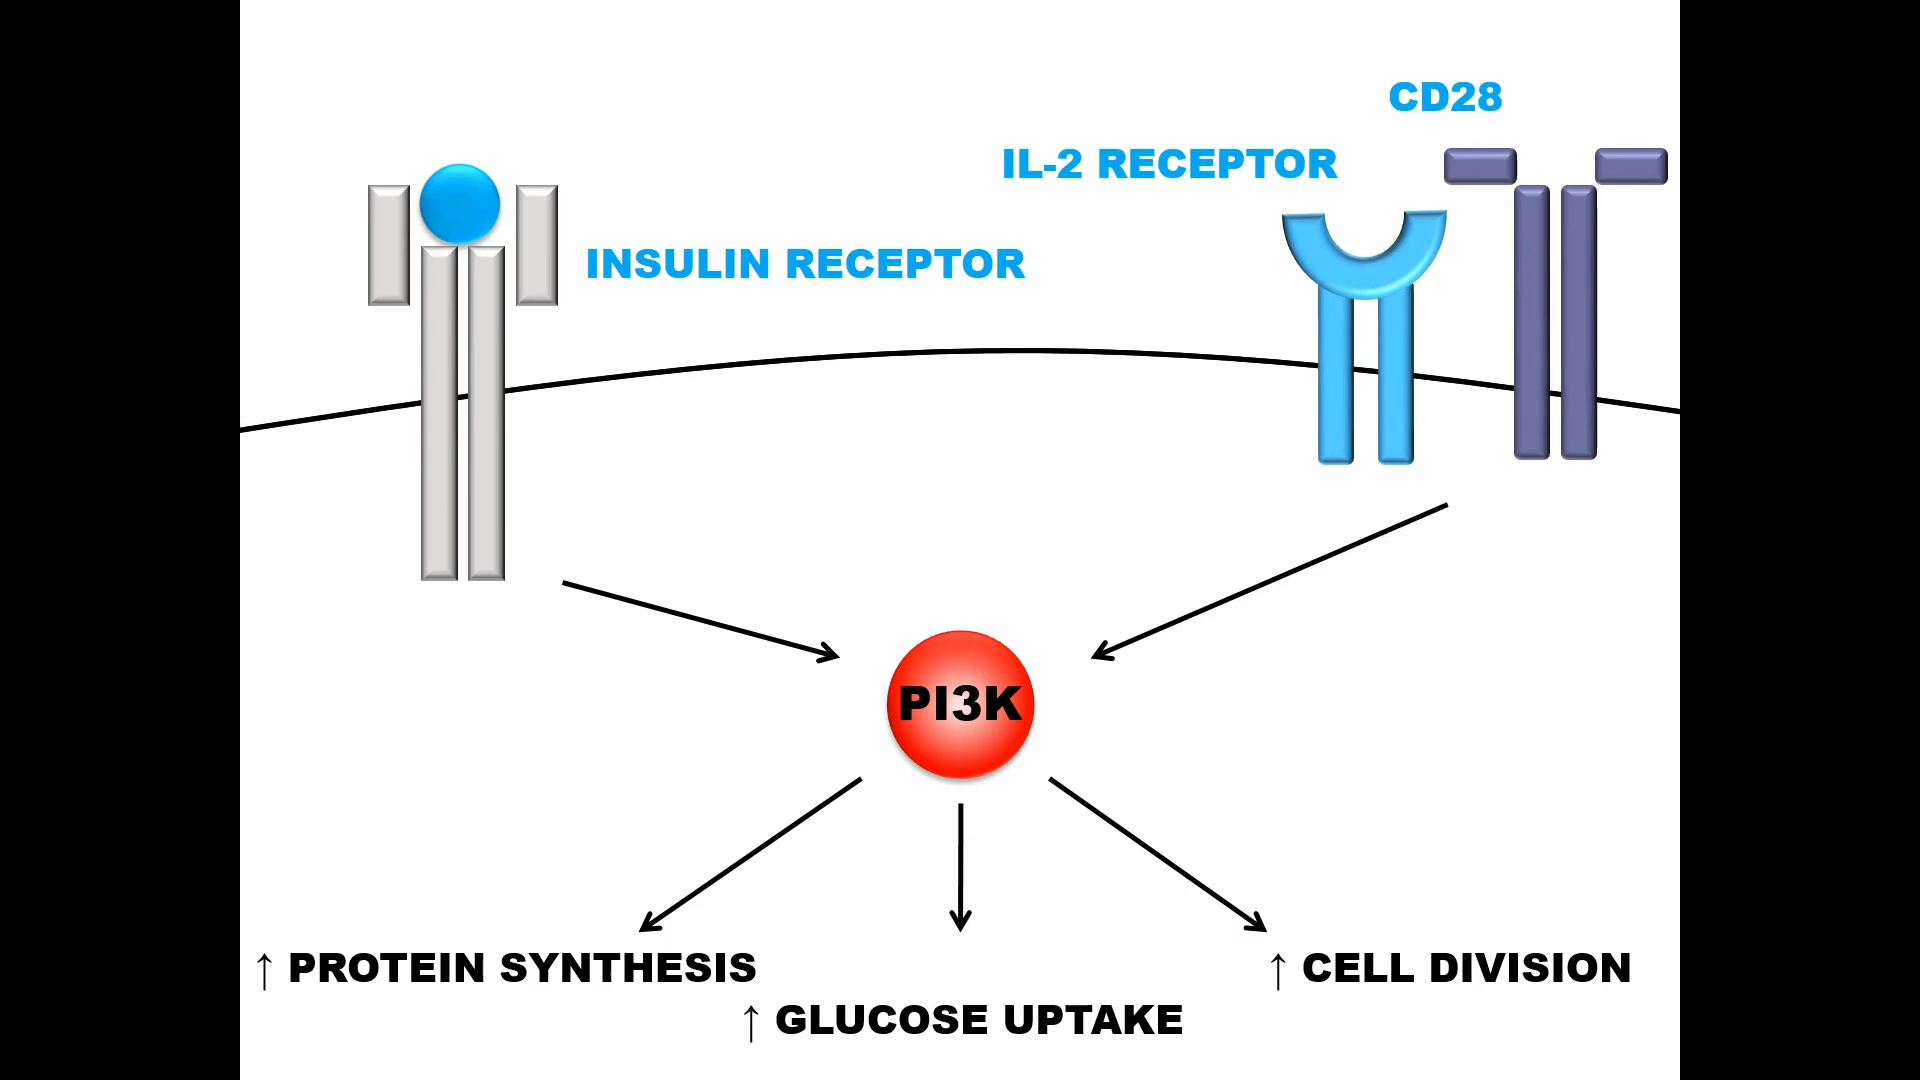 CD28
IL-2 RECEPTOR
INSULIN RECEPTOR
PI3K
↑ PROTEIN SYNTHESIS
↑ GLUCOSE UPTAKE
↑ CELL DIVISION